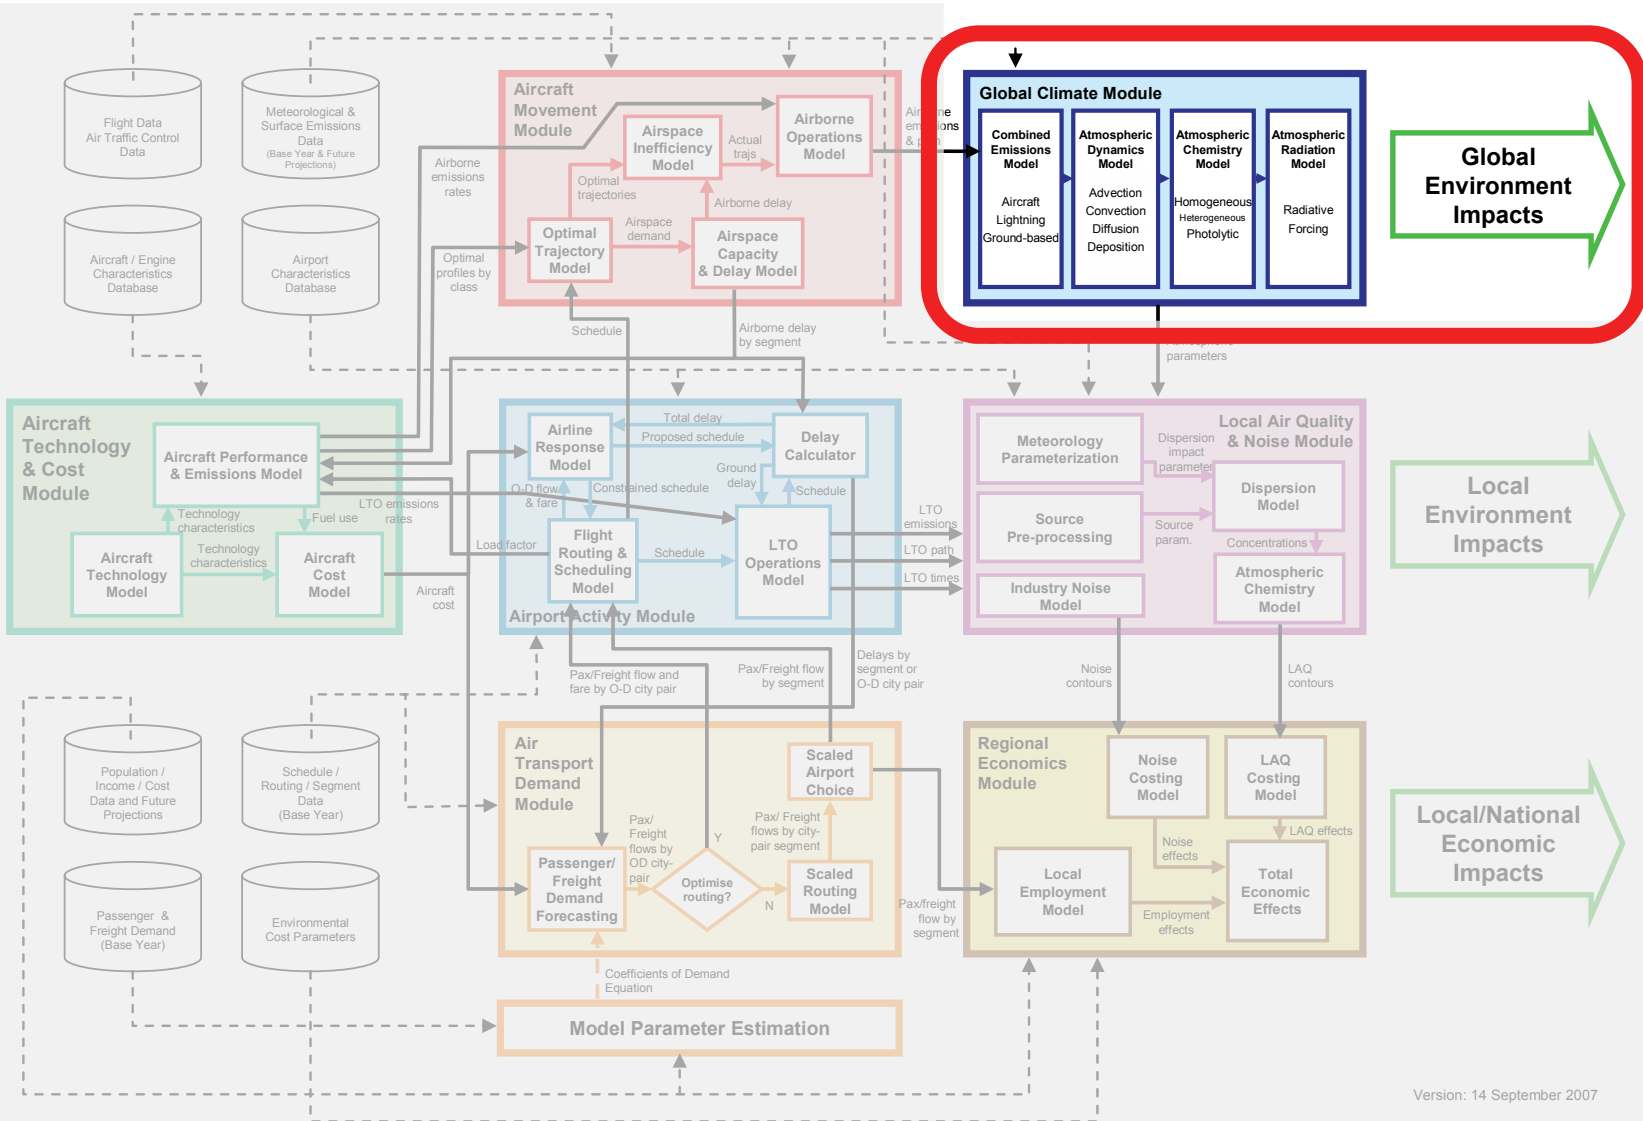 Flight Data
Air Traffic Control
Data
Meteorological &
Surface Emissions
Data
(Base Year & Future
Projections)
Aircraft / Engine
Characteristics
Database
Airport
Characteristics
Database
Airborne
emissions
rates
Optimal
profiles by
class
Aircraft
Movement
Module
Airspace
Inefficiency
Model
Actual
trajs
Airborne
Operations
Model
Optimal
trajectories
Airborne delay
Optimal
Trajectory
Model
Airspace
demand
Airspace
Capacity
& Delay Model
Airborne
emissions
& path
Global Climate Module
Combined
Emissions
Model
Aircraft
Lightning
Ground-based
Atmospheric
Dynamics
Model
Advection
Convection
Diffusion
Deposition
Atmospheric
Chemistry
Model
Homogeneous
Heterogeneous
Photolytic
Atmospheric
Radiation
Model
Radiative
Forcing
Global
Environment
Impacts
Schedule
Airborne delay
by segment
Atmospheric
parameters
Aircraft
Technology
& Cost
Module
Aircraft Performance
& Emissions Model
Technology
characteristics
Fuel use
LTO emissions
rates
Aircraft
Technology
Model
Technology
characteristics
Aircraft
Cost
Model
Load factor
Aircraft
cost
Airline
Response
Model
Total delay
Proposed schedule
Delay
Calculator
O-D flow
& fare
Constrained schedule
Ground
delay
Schedule
Flight
Routing &
Scheduling
Model
Schedule
LTO
Operations
Model
Airport Activity Module
LTO
emissions
LTO path
LTO times
Local Air Quality
& Noise Module
Meteorology
Parameterization
Dispersion
impact
parameter
Dispersion
Model
Source
Pre-processing
Source
param.
Concentrations
Industry Noise
Model
Atmospheric
Chemistry
Model
Local
Environment
Impacts
Pax/Freight flow and
fare by O-D city pair
Pax/Freight flow
by segment
Delays by
segment or
O-D city pair
Noise
contours
LAQ
contours
Population /
Income / Cost
Data and Future
Projections
Schedule /
Routing / Segment
Data
(Base Year)
Passenger &
Freight Demand
(Base Year)
Environmental
Cost Parameters
Air
Transport
Demand
Module
Scaled
Airport
Choice
Pax/
Freight
flows by
OD city-
pair
Y
Pax/ Freight
flows by city-
pair segment
Passenger/
Freight
Demand
Forecasting
Optimise
routing?
N
Scaled
Routing
Model
Pax/freight
flow by
segment
Regional
Economics
Module
Noise
Costing
Model
LAQ
Costing
Model
Noise
effects
LAQ effects
Local
Employment
Model
Employment
effects
Total
Economic
Effects
Local/National
Economic
Impacts
Coefficients of Demand
Equation
Model Parameter Estimation
Version: 14 September 2007